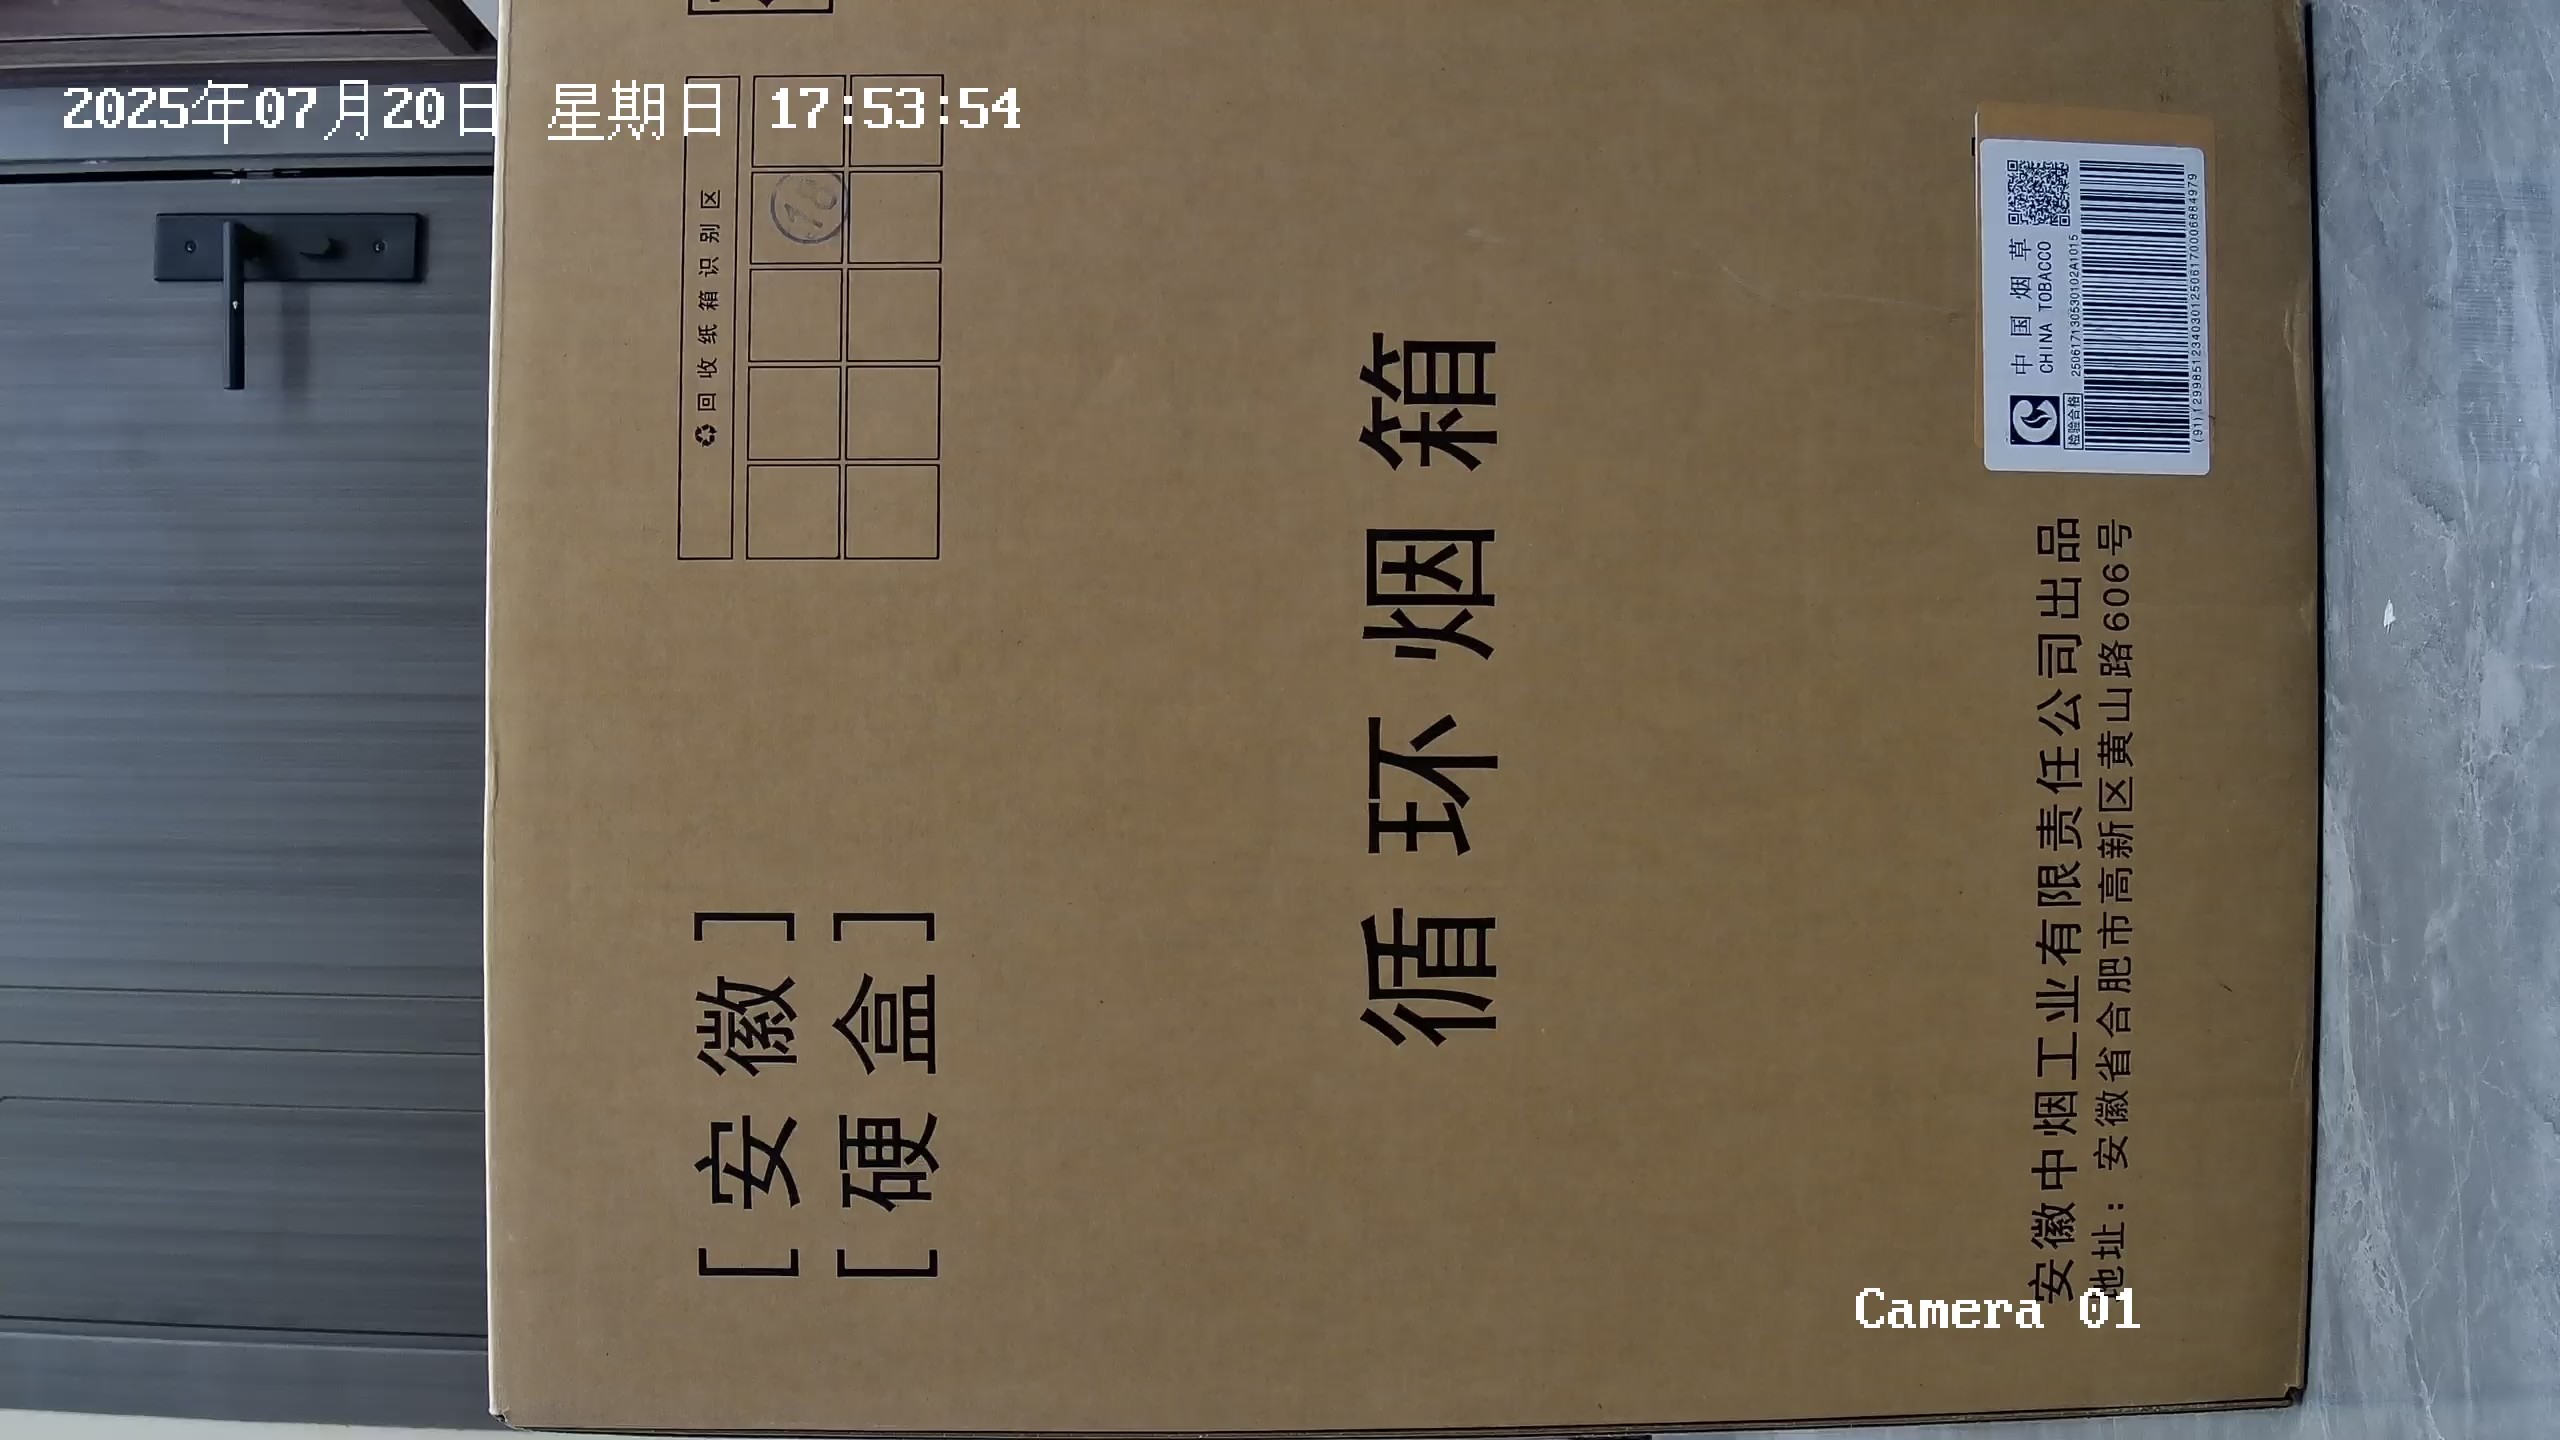 2025年07月20日 星期日 17:53:54
回收纸箱识别区
[安徽]
[硬盒]
循环烟箱
中国烟草
CHINA TOBACCO
检验合格
250617130530102A1015
(91)129985123403012506170006884979
安徽中烟工业有限责任公司出品
地址：安徽省合肥市高新区黄山路606号
Camera 01